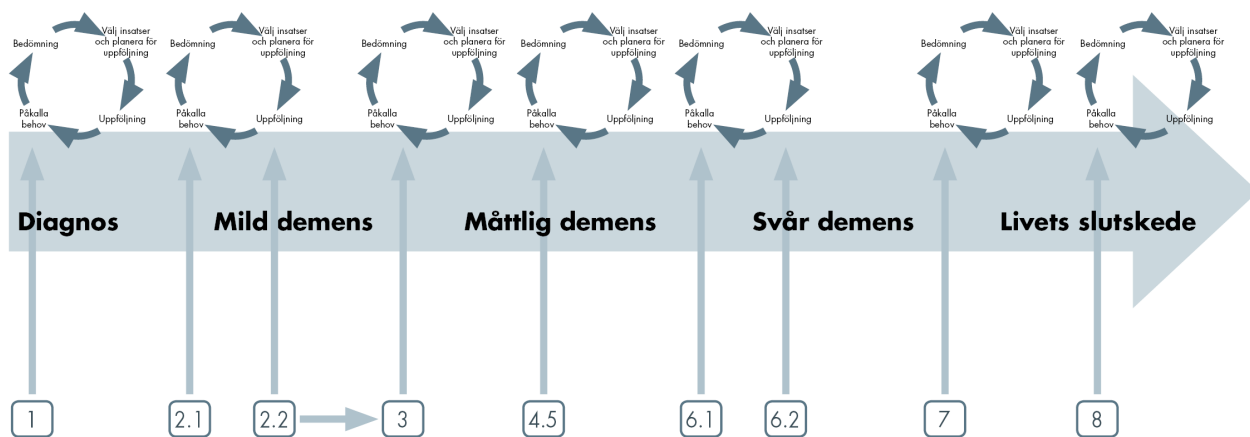 Bedömning
Välj insatser
och planera för
uppföljning
Påkalla
behov
Uppföljning
Bedömning
Välj insatser
och planera för
uppföljning
Påkalla
behov
Uppföljning
Bedömning
Välj insatser
och planera för
uppföljning
Påkalla
behov
Uppföljning
Bedömning
Välj insatser
och planera för
uppföljning
Påkalla
behov
Uppföljning
Bedömning
Välj insatser
och planera för
uppföljning
Påkalla
behov
Uppföljning
Bedömning
Välj insatser
och planera för
uppföljning
Påkalla
behov
Uppföljning
Bedömning
Välj insatser
och planera för
uppföljning
Påkalla
behov
Uppföljning
Diagnos
Mild demens
Måttlig demens
Svår demens
Livets slutskede
1
2.1
2.2
3
4.5
6.1
6.2
7
8